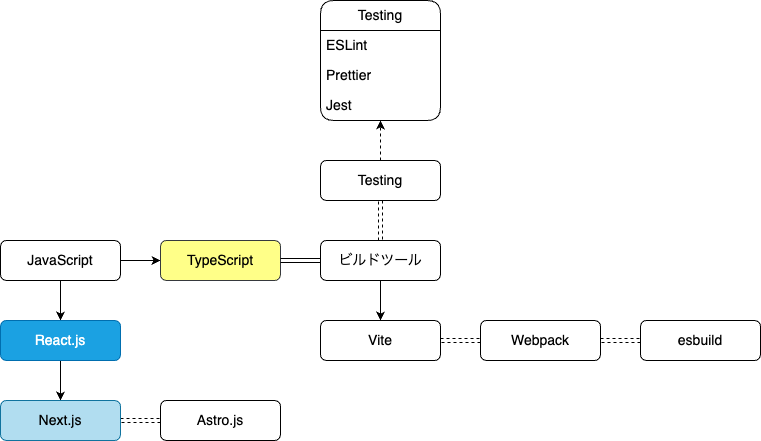 Testing
ESLint
Prettier
Jest
Testing
JavaScript
TypeScript
ビルドツール
React.js
Vite
Webpack
esbuild
Next.js
Astro.js